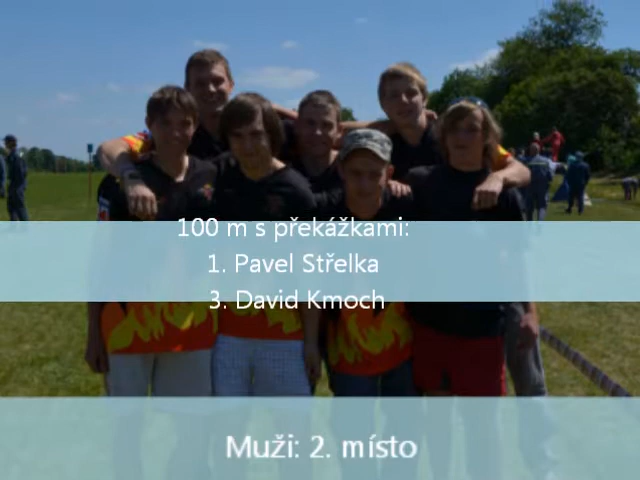 100 m s překážkami:
1. Pavel Střelka
3. David Kmoch
Muži: 2. místo